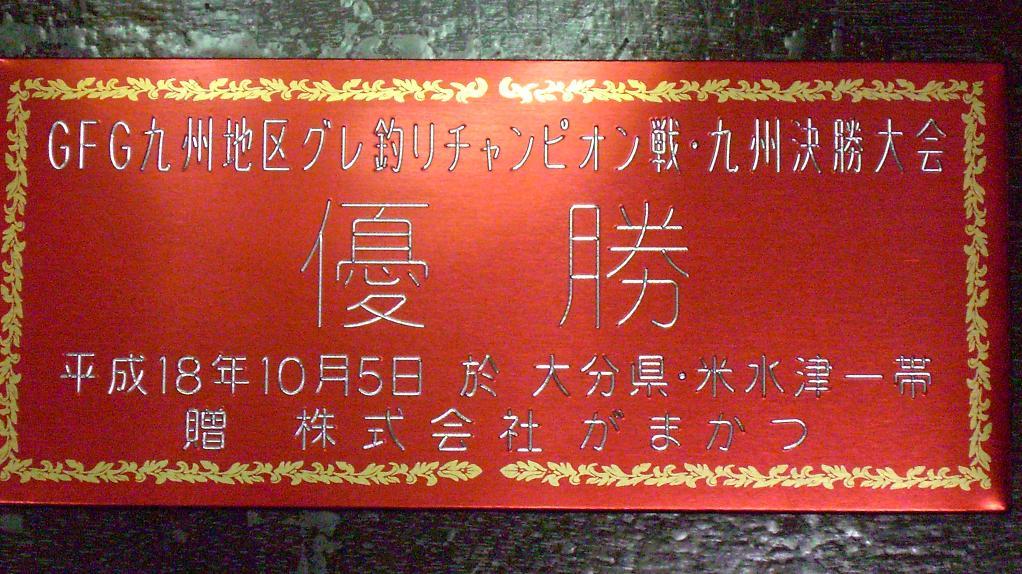 GFG九州地区グレ釣りチャンピオン戦・九州決勝大会
優勝
平成18年10月5日 於 大分県・米水津一帯
贈 株式会社がまかつ